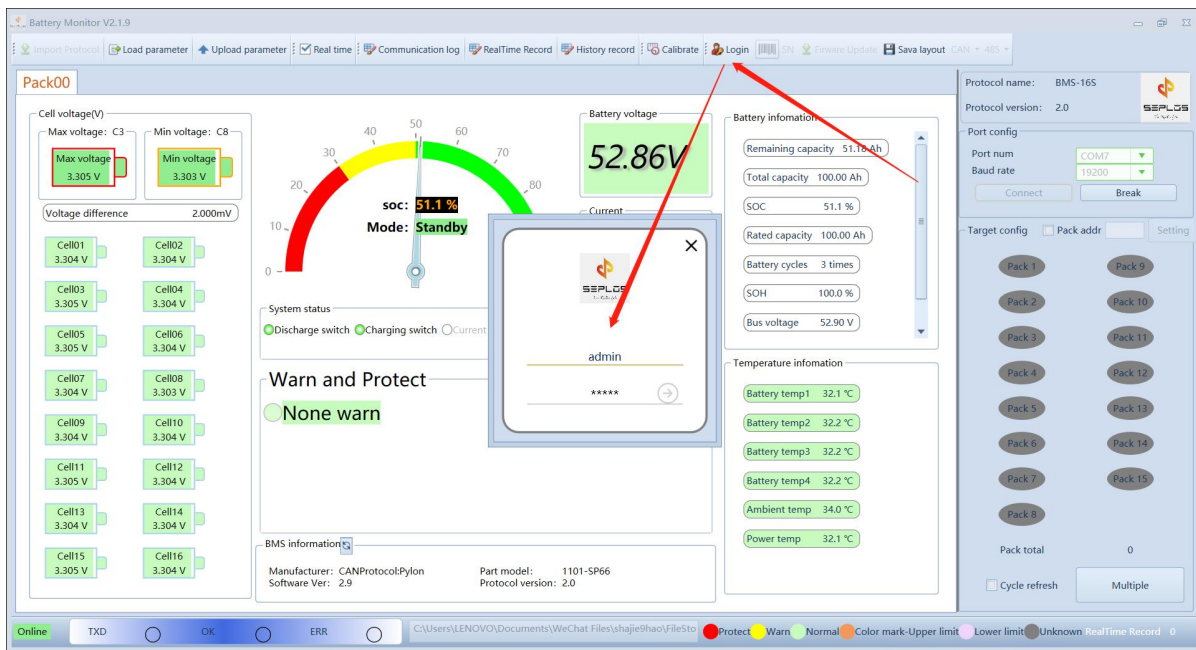 Battery Monitor V2.1.9
Import Protocol Load parameter Upload parameter Real time Communication log RealTime Record History record Calibrate Login SN Firware Update Sava layout CAN 485
Pack00
Cell voltage(V)
Max voltage: C3 Min voltage: C8
Max voltage
3.305 V
Min voltage
3.303 V
Voltage difference 2.000mV
Cell01
3.304 V
Cell02
3.304 V
Cell03
3.305 V
Cell04
3.304 V
Cell05
3.305 V
Cell06
3.304 V
Cell07
3.304 V
Cell08
3.303 V
Cell09
3.304 V
Cell10
3.304 V
Cell11
3.305 V
Cell12
3.304 V
Cell13
3.304 V
Cell14
3.304 V
Cell15
3.305 V
Cell16
3.304 V
0
10
20
30
40
50
60
70
80
soc: 51.1 %
Mode: Standby
System status
Discharge switch Charging switch Current
Warn and Protect
None warn
BMS information
Manufacturer: CANProtocol:Pylon Part model: 1101-SP66
Software Ver: 2.9 Protocol version: 2.0
Battery voltage
52.86V
Current
SEPLOS
admin
*****
Battery infomation
Remaining capacity 51.18 Ah
Total capacity 100.00 Ah
SOC 51.1 %
Rated capacity 100.00 Ah
Battery cycles 3 times
SOH 100.0 %
Bus voltage 52.90 V
Temperature infomation
Battery temp1 32.1 ℃
Battery temp2 32.2 ℃
Battery temp3 32.2 ℃
Battery temp4 32.2 ℃
Ambient temp 34.0 ℃
Power temp 32.1 ℃
Protocol name: BMS-16S
Protocol version: 2.0
SEPLOS
Port config
Port num COM7
Baud rate 19200
Connect Break
Target config Pack addr Setting
Pack 1 Pack 9
Pack 2 Pack 10
Pack 3 Pack 11
Pack 4 Pack 12
Pack 5 Pack 13
Pack 6 Pack 14
Pack 7 Pack 15
Pack 8
Pack total 0
Cycle refresh Multiple
Online TXD OK ERR C:\Users\LENOVO\Documents\WeChat Files\shajie9hao\FileSto Protect Warn Normal Color mark-Upper limit Lower limit Unknown RealTime Record 0